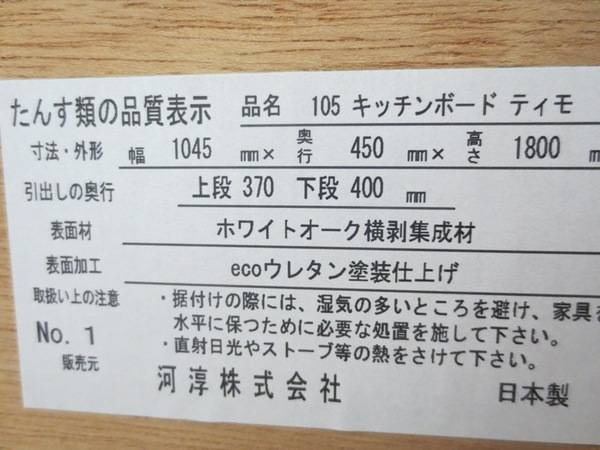 たんす類の品質表示 品名 105 キッチンボード ティモ
寸法・外形 幅 1045 mm× 奥行 450 mm× 高さ 1800 mm
引出しの奥行 上段 370 下段 400 mm
表面材 ホワイトオーク横剥集成材
表面加工 ecoウレタン塗装仕上げ
取扱い上の注意 ・据付けの際には、湿気の多いところを避け、家具を
水平に保つために必要な処置を施して下さい。
No. 1 ・直射日光やストーブ等の熱をさけて下さい。
販売元 河淳株式会社 日本製